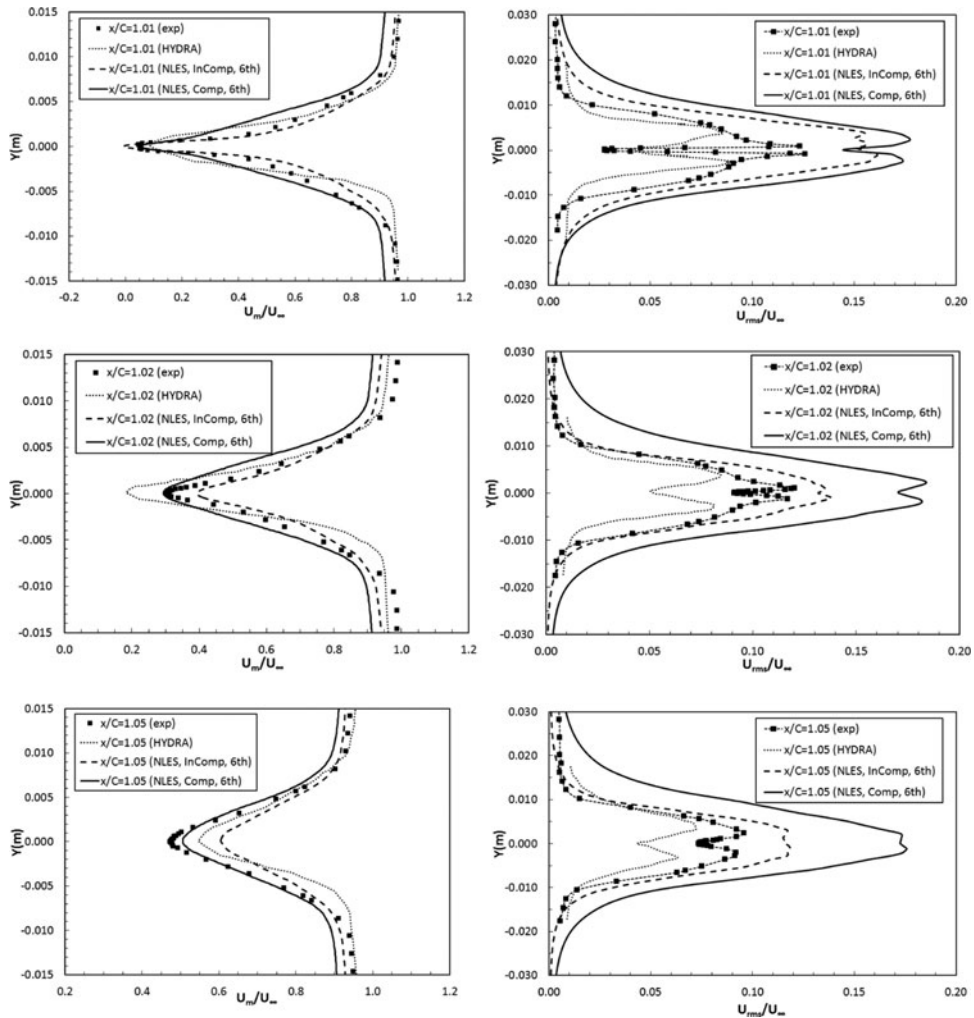 x/C=1.01 (exp)
x/C=1.01 (HYDRA)
x/C=1.01 (NLES, InComp, 6th)
x/C=1.01 (NLES, Comp, 6th)
0.015
0.010
0.005
0.000
-0.005
-0.010
-0.015
Y(m)
-0.2 0.0 0.2 0.4 0.6 0.8 1.0 1.2
Um/U∞
x/C=1.01 (exp)
x/C=1.01 (HYDRA)
x/C=1.01 (NLES, InComp, 6th)
x/C=1.01 (NLES, Comp, 6th)
0.030
0.020
0.010
0.000
-0.010
-0.020
-0.030
Y(m)
0.00 0.05 0.10 0.15 0.20
Urms/U∞
x/C=1.02 (exp)
x/C=1.02 (HYDRA)
x/C=1.02 (NLES, InComp, 6th)
x/C=1.02 (NLES, Comp, 6th)
0.015
0.010
0.005
0.000
-0.005
-0.010
-0.015
Y(m)
0.0 0.2 0.4 0.6 0.8 1.0 1.2
Um/U∞
x/C=1.02 (exp)
x/C=1.02 (HYDRA)
x/C=1.02 (NLES, InComp, 6th)
x/C=1.02 (NLES, Comp, 6th)
0.030
0.020
0.010
0.000
-0.010
-0.020
-0.030
Y(m)
0.00 0.05 0.10 0.15 0.20
Urms/U∞
x/C=1.05 (exp)
x/C=1.05 (HYDRA)
x/C=1.05 (NLES, InComp, 6th)
x/C=1.05 (NLES, Comp, 6th)
0.015
0.010
0.005
0.000
-0.005
-0.010
-0.015
Y(m)
0.2 0.4 0.6 0.8 1.0 1.2
Um/U∞
x/C=1.05 (exp)
x/C=1.05 (HYDRA)
x/C=1.05 (NLES, InComp, 6th)
x/C=1.05 (NLES, Comp, 6th)
0.030
0.020
0.010
0.000
-0.010
-0.020
-0.030
Y(m)
0.00 0.05 0.10 0.15 0.20
Urms/U∞